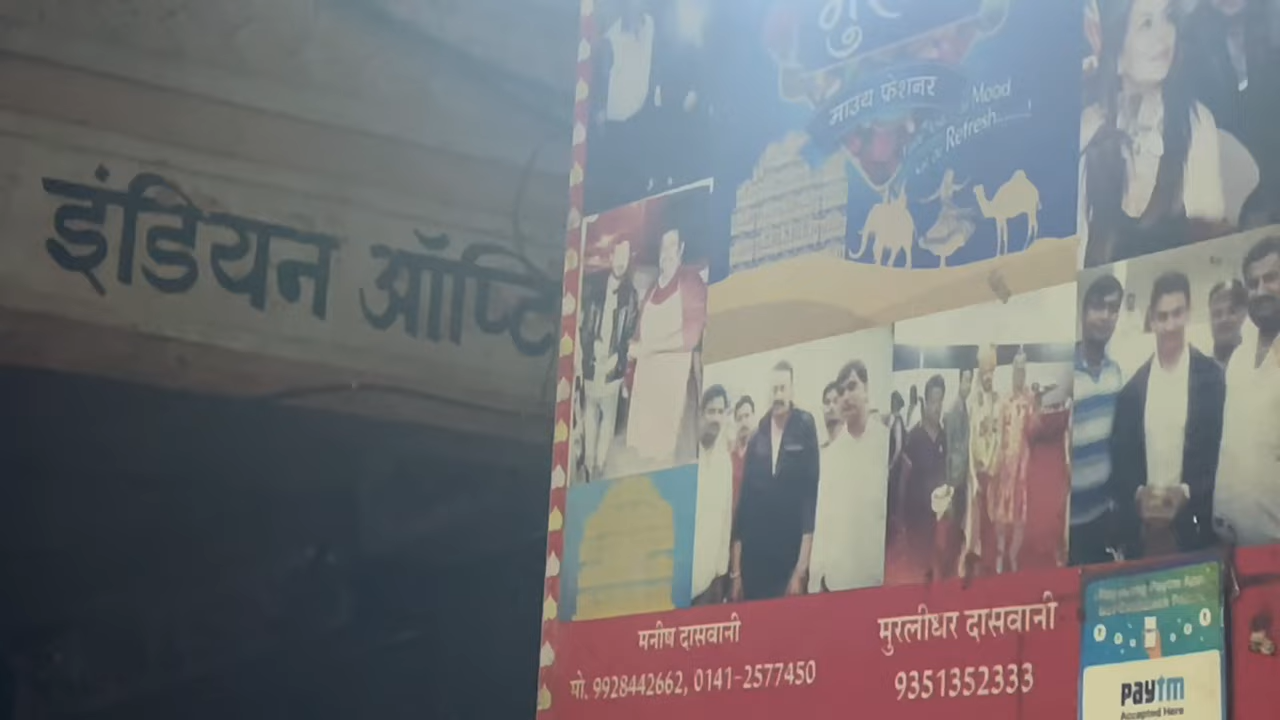 इंडियन ऑप्टि
माउथ फ्रेशनर
Mood
Refresh......!
मनीष दासवानी
मो. 9928442662, 0141-2577450
मुरलीधर दासवानी
9351352333
paytm
Accepted Here